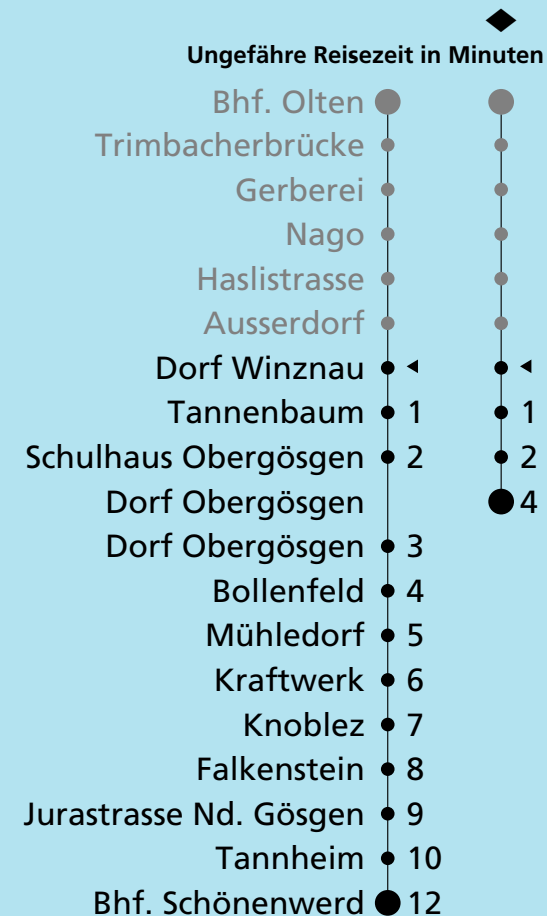 Ungefähre Reisezeit in Minuten
Bhf. Olten
Trimbacherbrücke
Gerberei
Nago
Haslistrasse
Ausserdorf
Dorf Winznau
Tannenbaum 1 1
Schulhaus Obergösgen 2 2
Dorf Obergösgen 4
Dorf Obergösgen 3
Bollenfeld 4
Mühledorf 5
Kraftwerk 6
Knoblez 7
Falkenstein 8
Jurastrasse Nd. Gösgen 9
Tannheim 10
Bhf. Schönenwerd 12